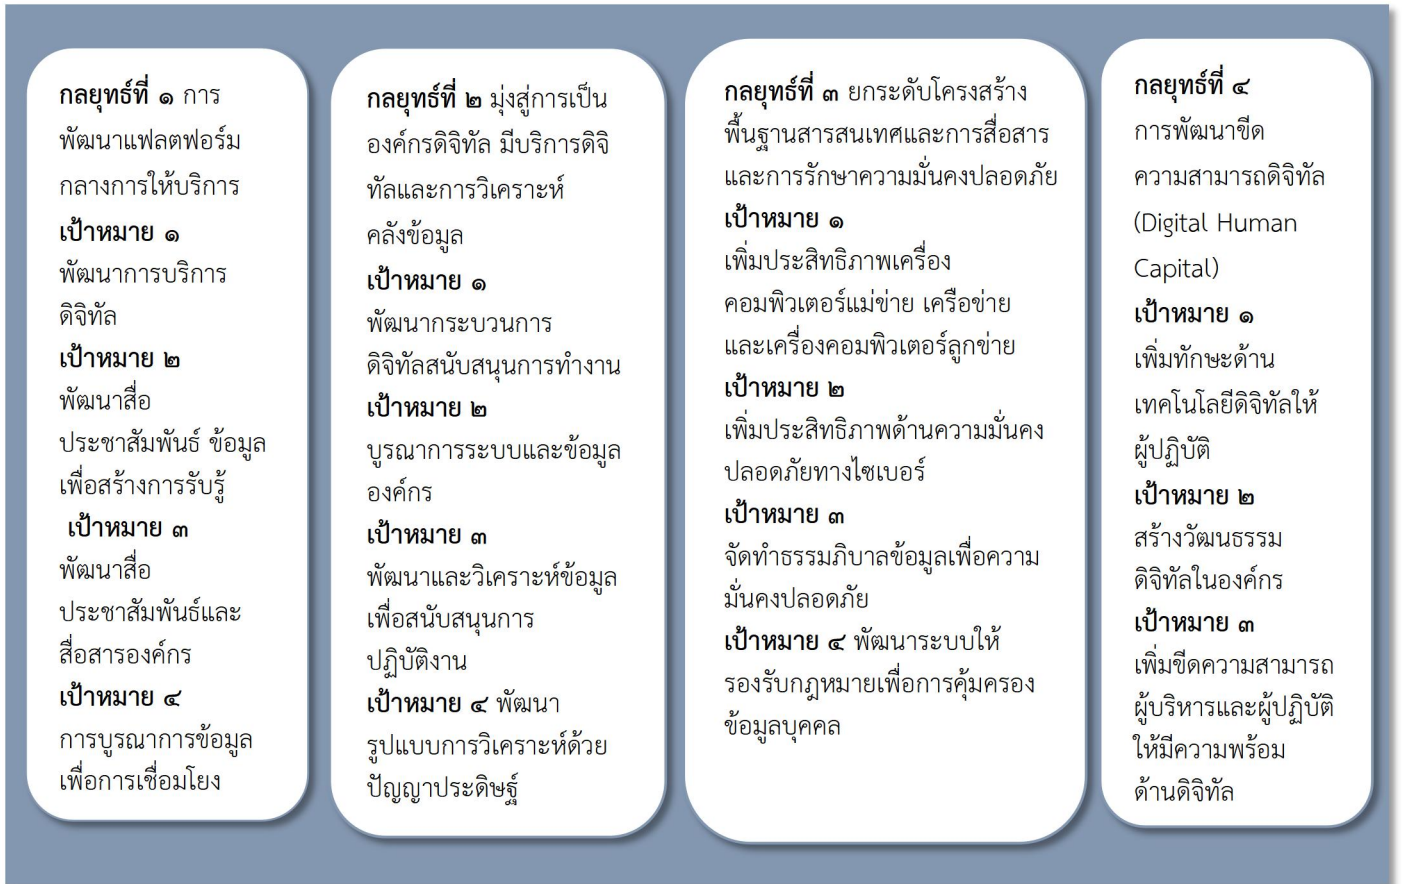 กลยุทธ์ที่ ๑ การ
พัฒนาแฟลตฟอร์ม
กลางการให้บริการ
เป้าหมาย ๑
พัฒนาการบริการ
ดิจิทัล
เป้าหมาย ๒
พัฒนาสื่อ
ประชาสัมพันธ์ ข้อมูล
เพื่อสร้างการรับรู้
เป้าหมาย ๓
พัฒนาสื่อ
ประชาสัมพันธ์และ
สื่อสารองค์กร
เป้าหมาย ๔
การบูรณาการข้อมูล
เพื่อการเชื่อมโยง
กลยุทธ์ที่ ๒ มุ่งสู่การเป็น
องค์กรดิจิทัล มีบริการดิจิ
ทัลและการวิเคราะห์
คลังข้อมูล
เป้าหมาย ๑
พัฒนากระบวนการ
ดิจิทัลสนับสนุนการทำงาน
เป้าหมาย ๒
บูรณาการระบบและข้อมูล
องค์กร
เป้าหมาย ๓
พัฒนาและวิเคราะห์ข้อมูล
เพื่อสนับสนุนการ
ปฏิบัติงาน
เป้าหมาย ๔ พัฒนา
รูปแบบการวิเคราะห์ด้วย
ปัญญาประดิษฐ์
กลยุทธ์ที่ ๓ ยกระดับโครงสร้าง
พื้นฐานสารสนเทศและการสื่อสาร
และการรักษาความมั่นคงปลอดภัย
เป้าหมาย ๑
เพิ่มประสิทธิภาพเครื่อง
คอมพิวเตอร์แม่ข่าย เครือข่าย
และเครื่องคอมพิวเตอร์ลูกข่าย
เป้าหมาย ๒
เพิ่มประสิทธิภาพด้านความมั่นคง
ปลอดภัยทางไซเบอร์
เป้าหมาย ๓
จัดทำธรรมภิบาลข้อมูลเพื่อความ
มั่นคงปลอดภัย
เป้าหมาย ๔ พัฒนาระบบให้
รองรับกฎหมายเพื่อการคุ้มครอง
ข้อมูลบุคคล
กลยุทธ์ที่ ๔
การพัฒนาขีด
ความสามารถดิจิทัล
(Digital Human
Capital)
เป้าหมาย ๑
เพิ่มทักษะด้าน
เทคโนโลยีดิจิทัลให้
ผู้ปฏิบัติ
เป้าหมาย ๒
สร้างวัฒนธรรม
ดิจิทัลในองค์กร
เป้าหมาย ๓
เพิ่มขีดความสามารถ
ผู้บริหารและผู้ปฏิบัติ
ให้มีความพร้อม
ด้านดิจิทัล